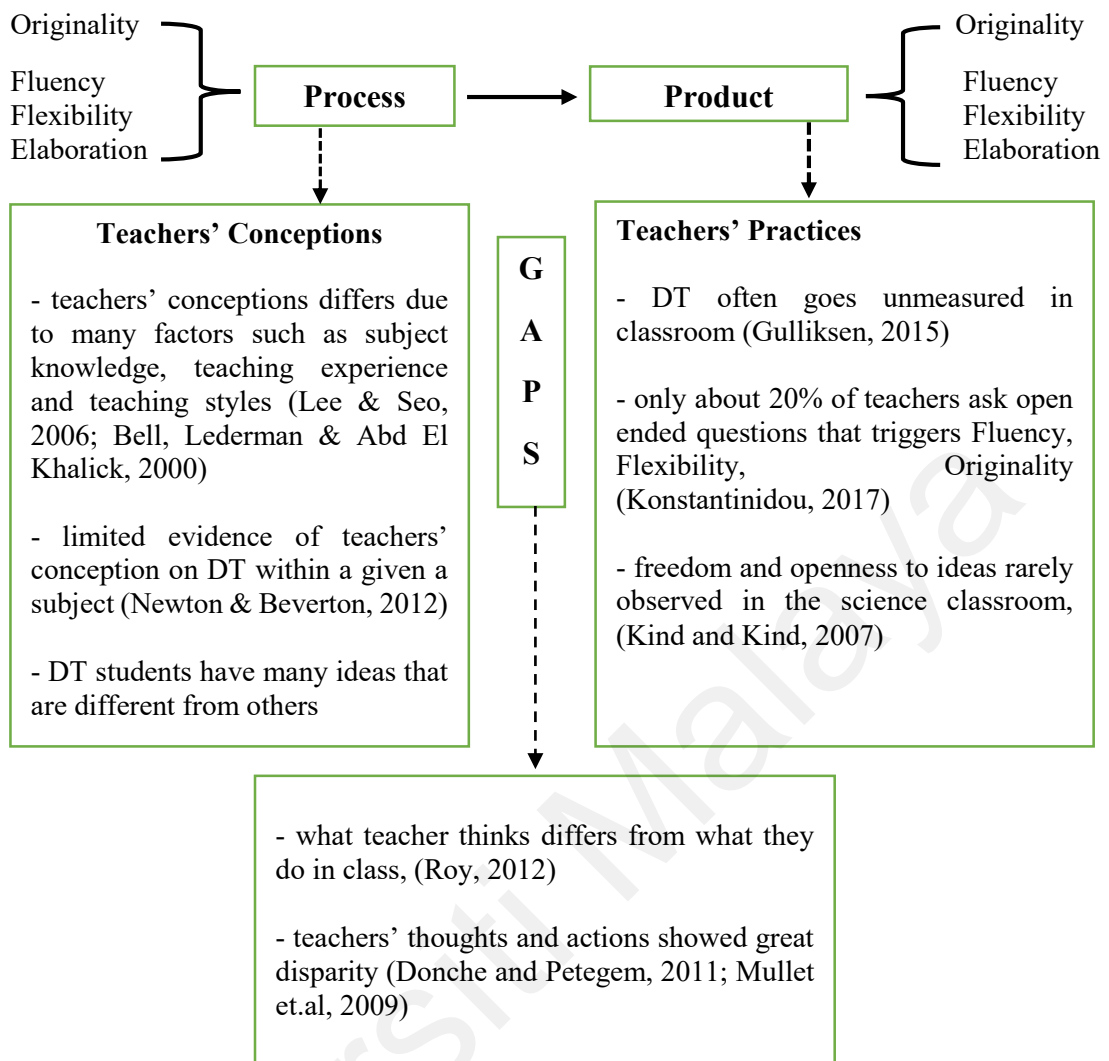 Originality
Fluency
Flexibility
Elaboration
Process
Product
Originality
Fluency
Flexibility
Elaboration
Teachers’ Conceptions
- teachers’ conceptions differs due
to many factors such as subject
knowledge, teaching experience
and teaching styles (Lee & Seo,
2006; Bell, Lederman & Abd El
Khalick, 2000)
- limited evidence of teachers’
conception on DT within a given a
subject (Newton & Beverton, 2012)
- DT students have many ideas that
are different from others
G
A
P
S
Teachers’ Practices
- DT often goes unmeasured in
classroom (Gulliksen, 2015)
- only about 20% of teachers ask open
ended questions that triggers Fluency,
Flexibility, Originality
(Konstantinidou, 2017)
- freedom and openness to ideas rarely
observed in the science classroom,
(Kind and Kind, 2007)
- what teacher thinks differs from what they
do in class, (Roy, 2012)
- teachers’ thoughts and actions showed great
disparity (Donche and Petegem, 2011; Mullet
et.al, 2009)
rsiti Malaya